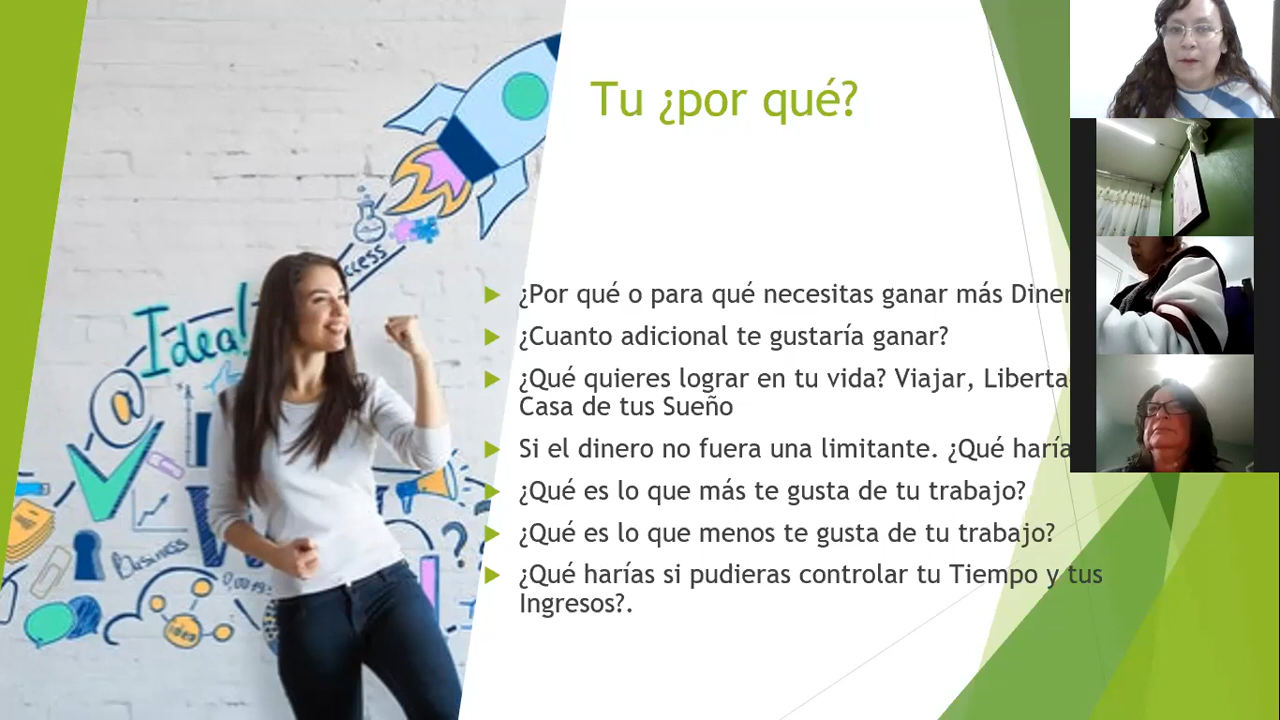 Tu ¿por qué?
¿Por qué o para qué necesitas ganar más
¿Cuanto adicional te gustaría ganar?
¿Qué quieres lograr en tu vida? Viajar,
Casa de tus Sueño
Si el dinero no fuera una limitante. ¿Qué
¿Qué es lo que más te gusta de tu trabajo?
¿Qué es lo que menos te gusta de tu trabajo?
¿Qué harías si pudieras controlar tu Tiempo y tus
Ingresos?.
Idea!
@
Business
IDEA